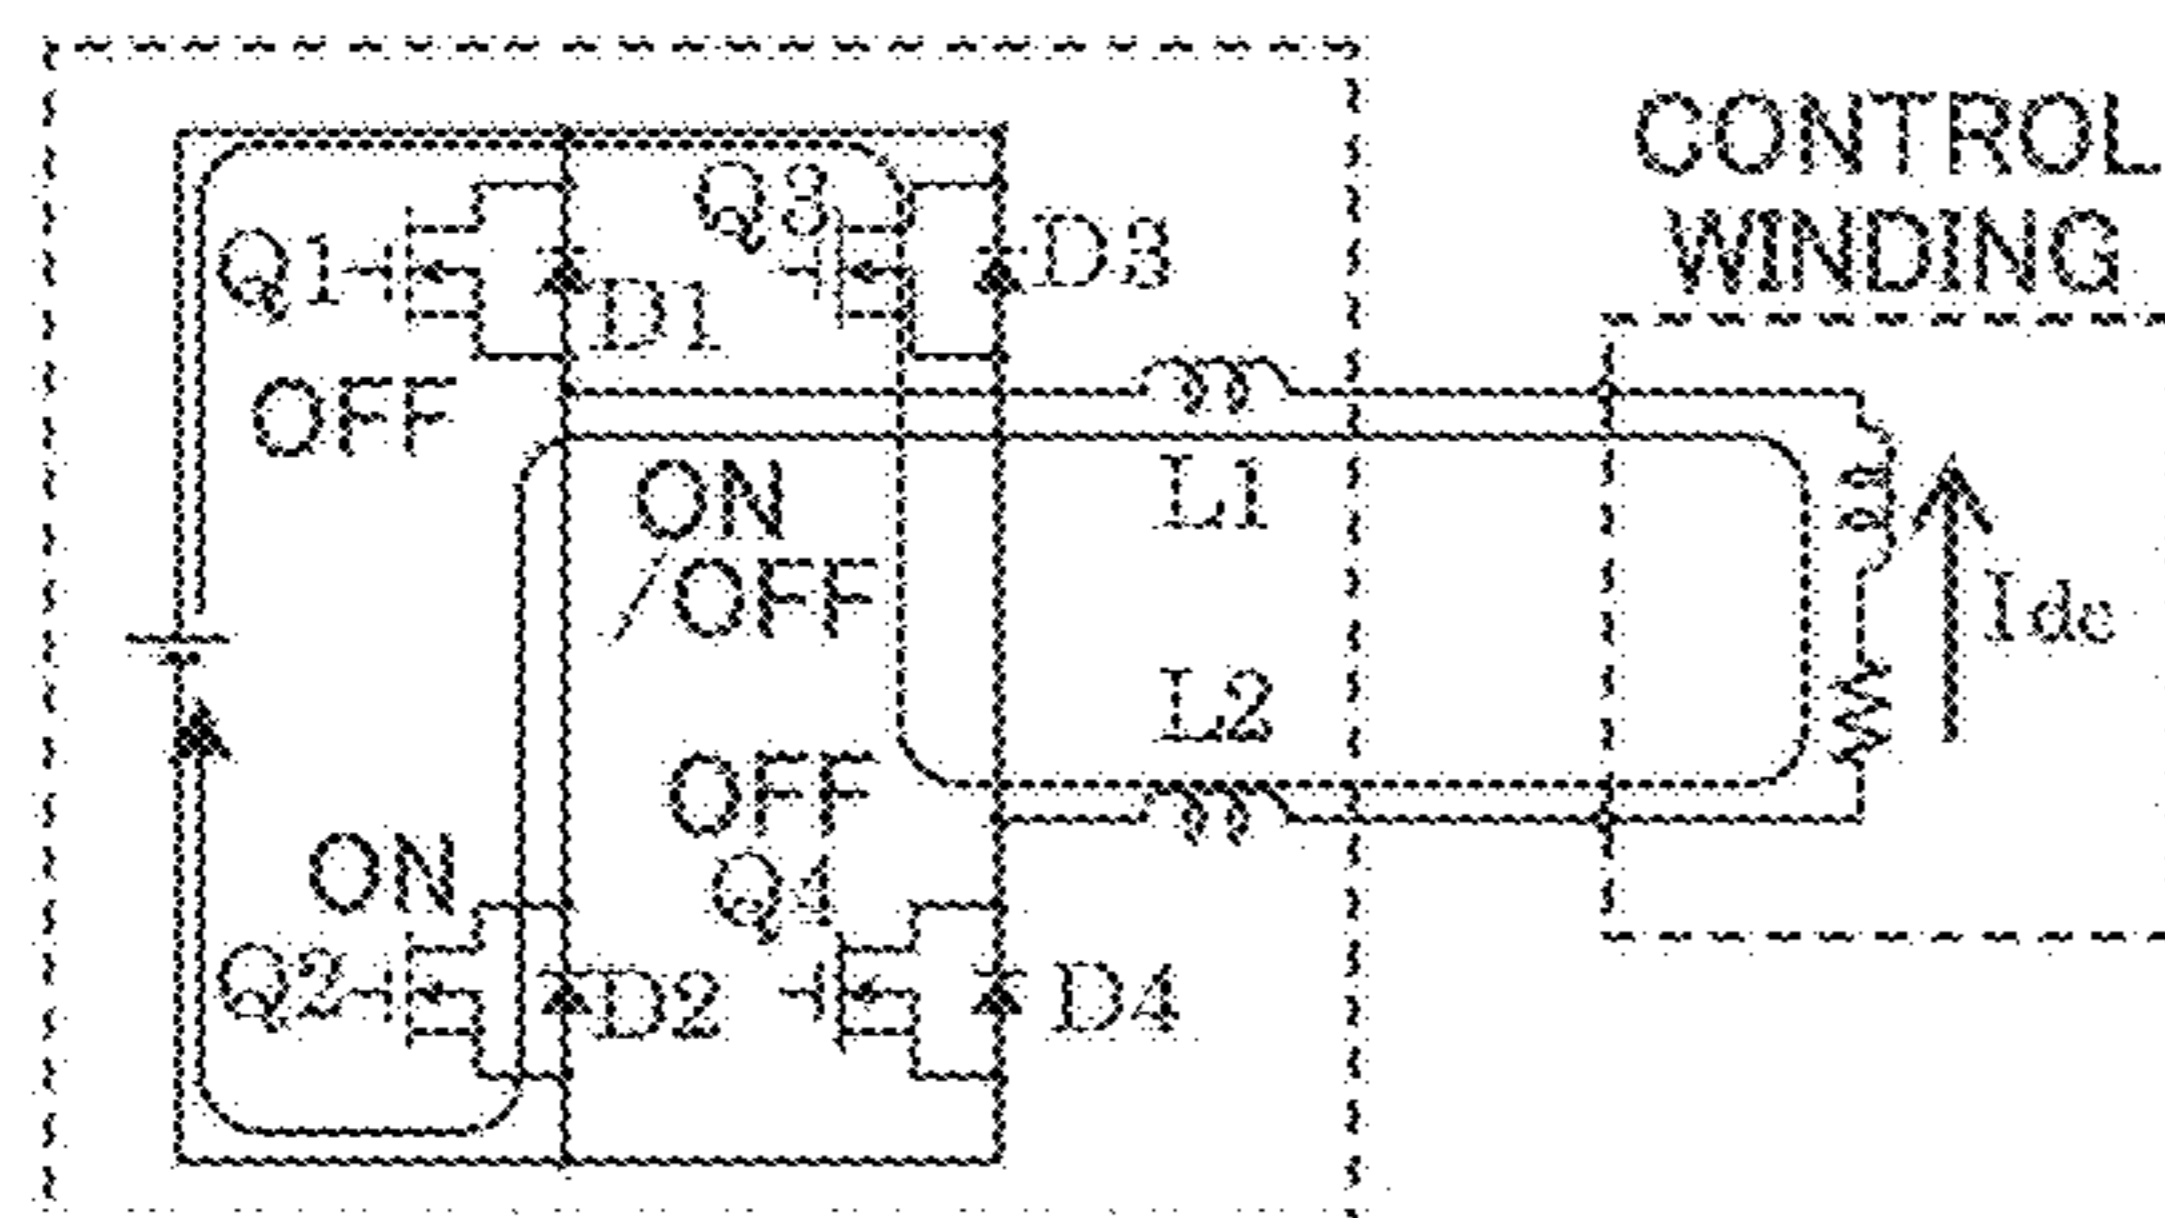 CONTROL
WINDING
Q1
D1
Q3
D3
OFF
ON
/OFF
L1
Idc
L2
OFF
ON
Q4
Q2
D2
D4